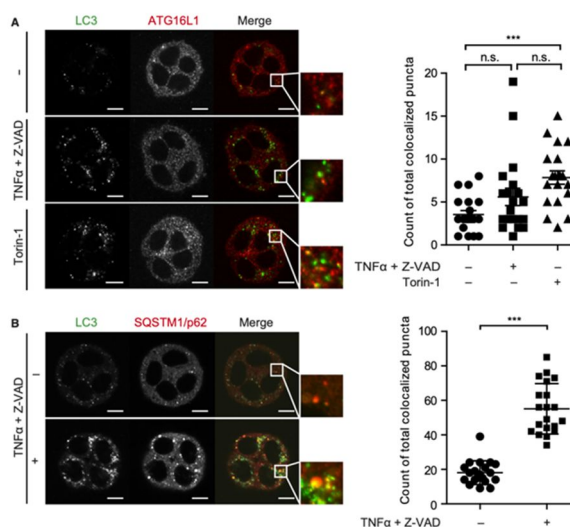 A
LC3 ATG16L1 Merge
–
TNFα + Z-VAD
Torin-1
Count of total colocalized puncta
20
15
10
5
0
***
n.s. n.s.
TNFα + Z-VAD – + –
Torin-1 – – +
B
LC3 SQSTM1/p62 Merge
TNFα + Z-VAD
–
+
Count of total colocalized puncta
100
80
60
40
20
0
***
TNFα + Z-VAD – +